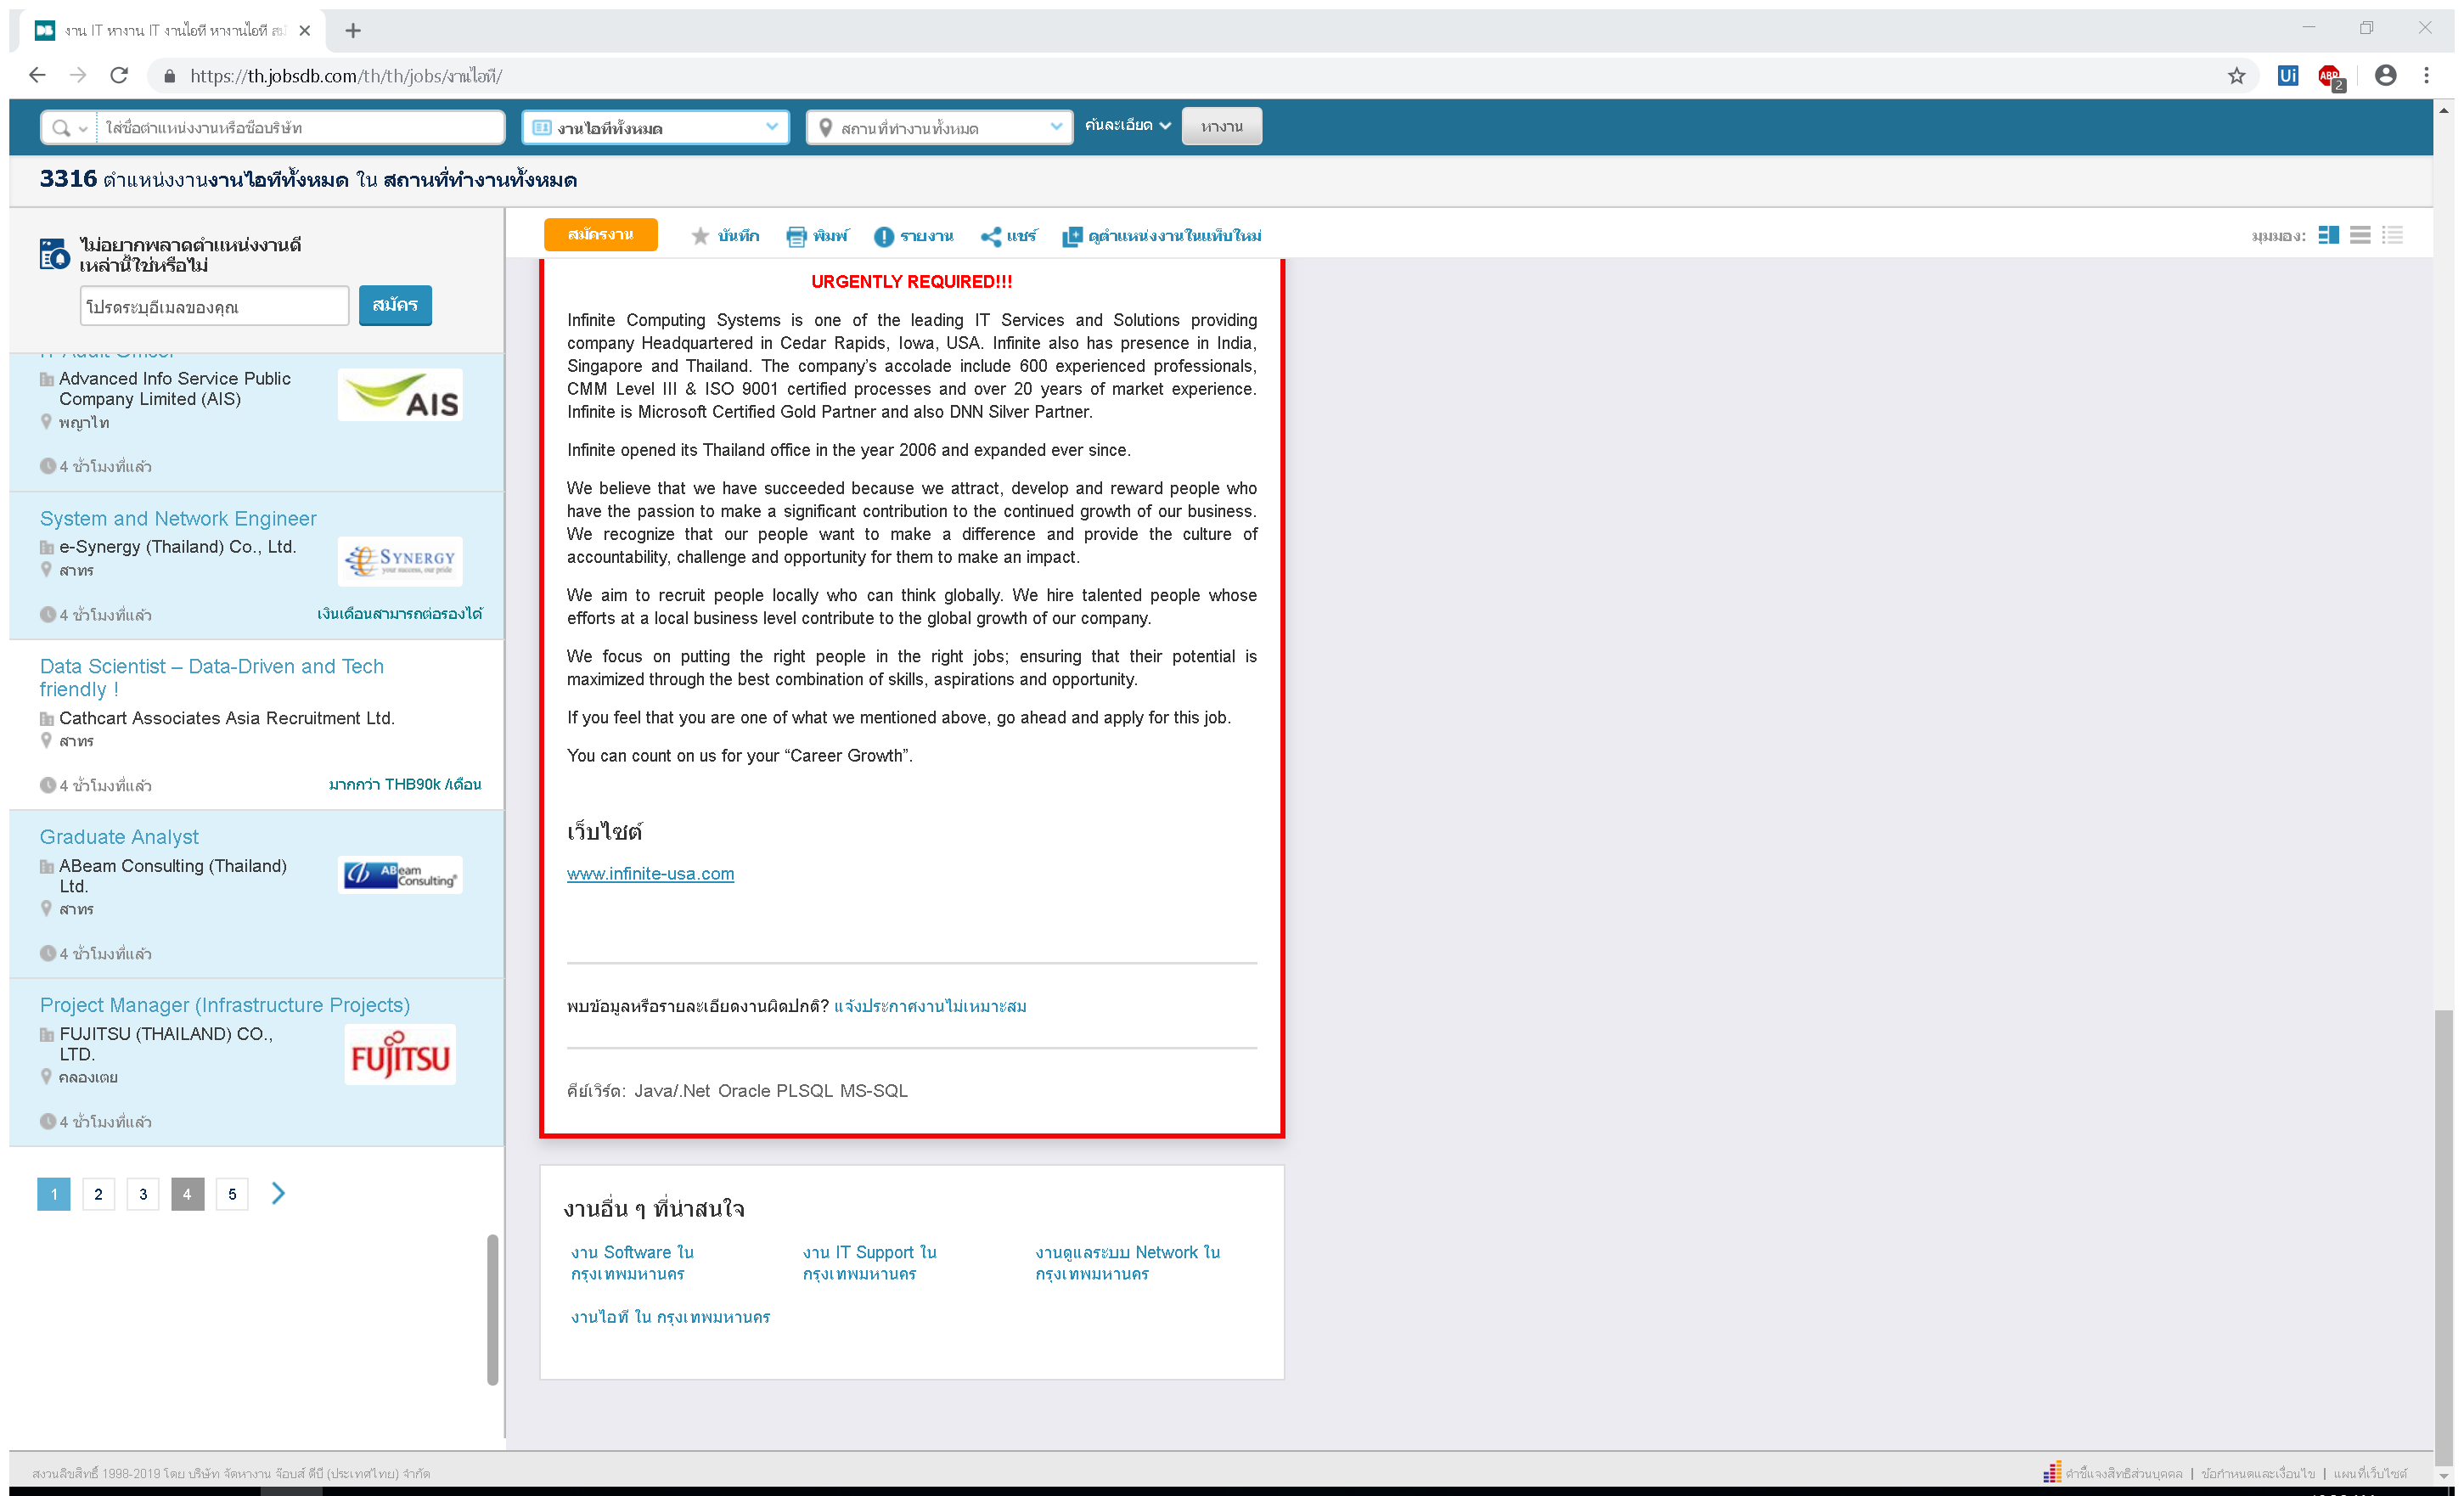 งาน IT หางาน IT งานไอที หางานไอที
https://th.jobsdb.com/th/th/jobs/งานไอที/
Ui
ABP
2
ใส่ชื่อตำแหน่งงานหรือชื่อบริษัท
งานไอทีทั้งหมด
สถานที่ทำงานทั้งหมด
ค้นละเอียด
หางาน
3316 ตำแหน่งงานงานไอทีทั้งหมด ใน สถานที่ทำงานทั้งหมด
ไม่อยากพลาดตำแหน่งงานดี
เหล่านี้ใช่หรือไม่
โปรดระบุอีเมลของคุณ
สมัคร
IT Audit Officer
Advanced Info Service Public
Company Limited (AIS)
AIS
พญาไท
4 ชั่วโมงที่แล้ว
System and Network Engineer
e-Synergy (Thailand) Co., Ltd.
SYNERGY
your success, our pride
สาทร
4 ชั่วโมงที่แล้ว
เงินเดือนสามารถต่อรองได้
Data Scientist – Data-Driven and Tech
friendly !
Cathcart Associates Asia Recruitment Ltd.
สาทร
4 ชั่วโมงที่แล้ว
มากกว่า THB90k /เดือน
Graduate Analyst
ABeam Consulting (Thailand)
Ltd.
ABeam
Consulting
สาทร
4 ชั่วโมงที่แล้ว
Project Manager (Infrastructure Projects)
FUJITSU (THAILAND) CO.,
LTD.
FUJITSU
คลองเตย
4 ชั่วโมงที่แล้ว
1 2 3 4 5
สมัครงาน
บันทึก
พิมพ์
รายงาน
แชร์
ดูตำแหน่งงานในแท็บใหม่
มุมมอง:
URGENTLY REQUIRED!!!
Infinite Computing Systems is one of the leading IT Services and Solutions providing
company Headquartered in Cedar Rapids, Iowa, USA. Infinite also has presence in India,
Singapore and Thailand. The company's accolade include 600 experienced professionals,
CMM Level III & ISO 9001 certified processes and over 20 years of market experience.
Infinite is Microsoft Certified Gold Partner and also DNN Silver Partner.
Infinite opened its Thailand office in the year 2006 and expanded ever since.
We believe that we have succeeded because we attract, develop and reward people who
have the passion to make a significant contribution to the continued growth of our business.
We recognize that our people want to make a difference and provide the culture of
accountability, challenge and opportunity for them to make an impact.
We aim to recruit people locally who can think globally. We hire talented people whose
efforts at a local business level contribute to the global growth of our company.
We focus on putting the right people in the right jobs; ensuring that their potential is
maximized through the best combination of skills, aspirations and opportunity.
If you feel that you are one of what we mentioned above, go ahead and apply for this job.
You can count on us for your “Career Growth”.
เว็บไซต์
www.infinite-usa.com
พบข้อมูลหรือรายละเอียดงานผิดปกติ? แจ้งประกาศงานไม่เหมาะสม
คีย์เวิร์ด: Java/.Net Oracle PLSQL MS-SQL
งานอื่น ๆ ที่น่าสนใจ
งาน Software ใน
กรุงเทพมหานคร
งาน IT Support ใน
กรุงเทพมหานคร
งานดูแลระบบ Network ใน
กรุงเทพมหานคร
งานไอที ใน กรุงเทพมหานคร
สงวนลิขสิทธิ์ 1998-2019 โดย บริษัท จัดหางาน จ๊อบส์ ดีบี (ประเทศไทย) จำกัด
คำชี้แจงสิทธิส่วนบุคคล | ข้อกำหนดและเงื่อนไข | แผนที่เว็บไซต์